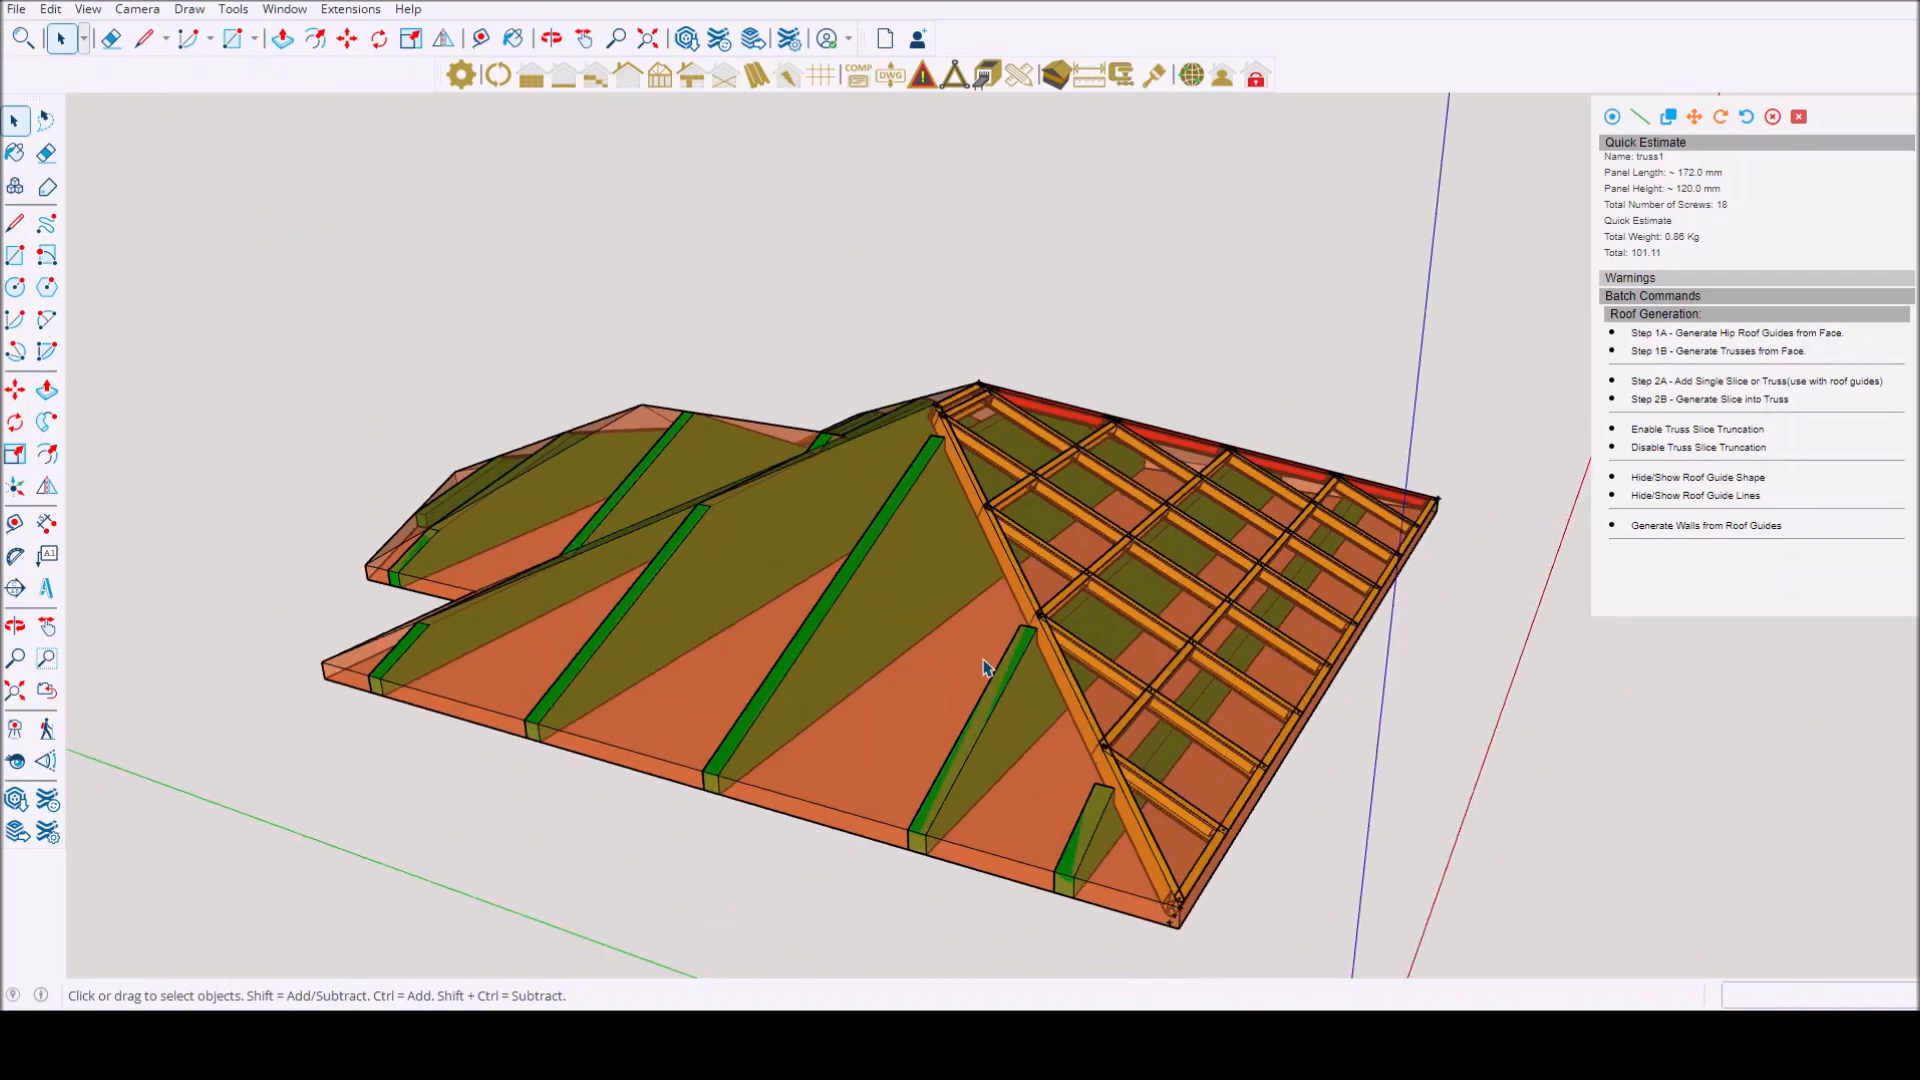 File Edit View Camera Draw Tools Window Extensions Help
COMP
DWG
A1
A
Quick Estimate
Name: truss1
Panel Length: ~ 172.0 mm
Panel Height: ~ 120.0 mm
Total Number of Screws: 18
Quick Estimate
Total Weight: 0.86 Kg
Total: 101.11
Warnings
Batch Commands
Roof Generation:
Step 1A - Generate Hip Roof Guides from Face.
Step 1B - Generate Trusses from Face.
Step 2A - Add Single Slice or Truss(use with roof guides)
Step 2B - Generate Slice into Truss
Enable Truss Slice Truncation
Disable Truss Slice Truncation
Hide/Show Roof Guide Shape
Hide/Show Roof Guide Lines
Generate Walls from Roof Guides
Click or drag to select objects. Shift = Add/Subtract. Ctrl = Add. Shift + Ctrl = Subtract.